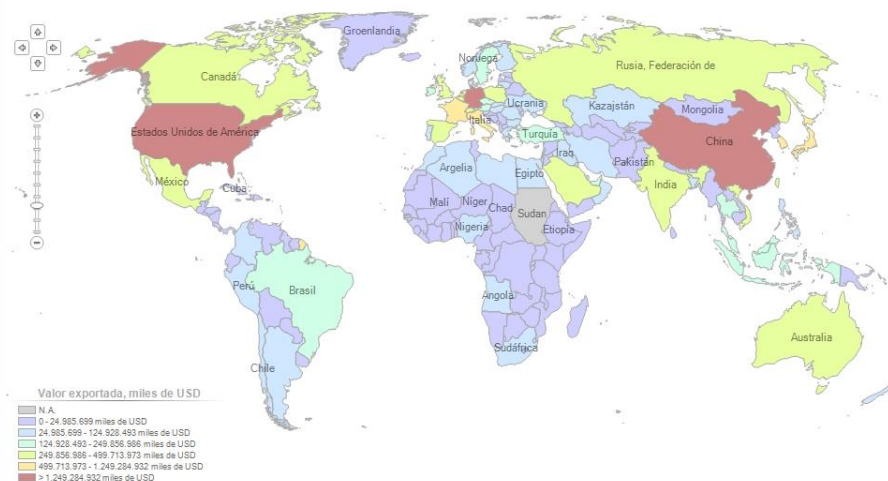 Groenlandia
Noruega
Canadá
Rusia, Federación de
Ucrania
Kazajstán
Mongolia
Italia
Estados Unidos de América
Turquía
China
Iraq
Pakistán
Argelia
Egipto
México
Cuba
India
Malí
Níger
Chad
Sudan
Nigeria
Etiopía
Perú
Brasil
Angola
Australia
Sudáfrica
Chile
Valor exportada, miles de USD
N.A.
0 - 24.985.699 miles de USD
24.985.699 - 124.928.493 miles de USD
124.928.493 - 249.856.986 miles de USD
249.856.986 - 499.713.973 miles de USD
499.713.973 - 1.249.284.932 miles de USD
> 1.249.284.932 miles de USD